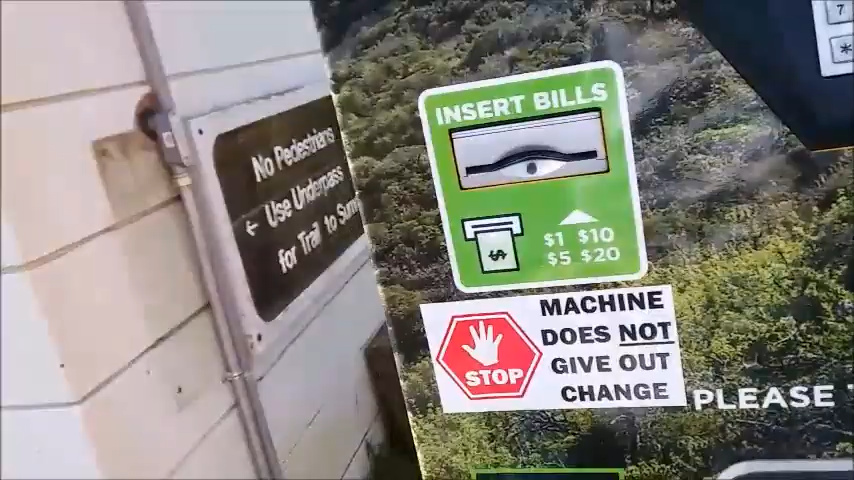 No Pedestrians
← Use Underpass
for Trail to
INSERT BILLS
$
$1 $10
$5 $20
STOP
MACHINE
DOES NOT
GIVE OUT
CHANGE
PLEASE
7
*